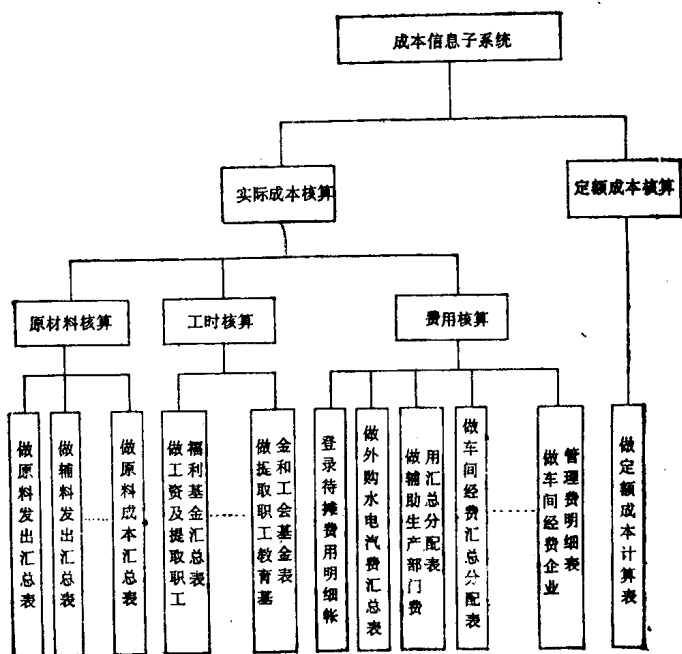 成本信息子系统
实际成本核算
定额成本核算
原材料核算
工时核算
费用核算
做原料发出汇总表
做辅料发出汇总表
做原料成本汇总表
做工资及提取职工
福利基金汇总表
做提取职工教育基
金和工会基金表
登录待摊费用明细帐
做外购水电汽费汇总表
做辅助生产部门费
用汇总分配表
做车间经费汇总分配表
做车间经费企业
管理费明细表
做定额成本计算表